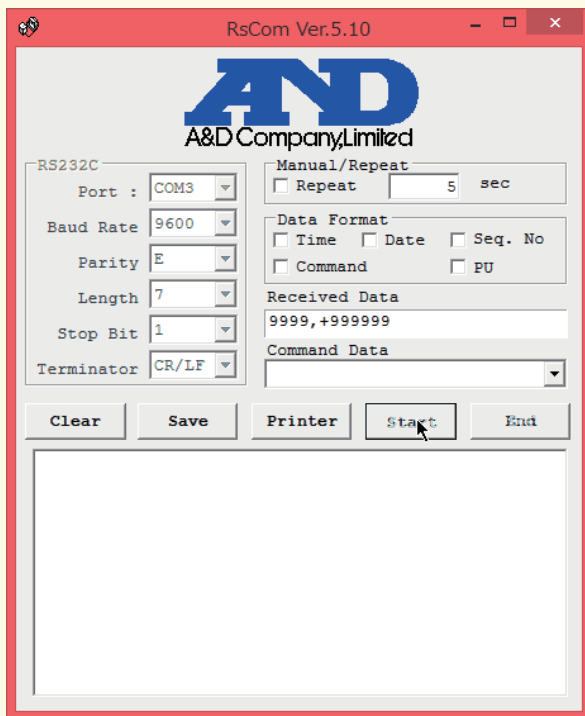 RsCom Ver.5.10
AND
A&D Company,Limited
RS232C
Port : COM3
Baud Rate 9600
Parity E
Length 7
Stop Bit 1
Terminator CR/LF
Manual/Repeat
Repeat 5 sec
Data Format
Time Date Seq. No
Command PU
Received Data
9999,+999999
Command Data
Clear Save Printer Start End